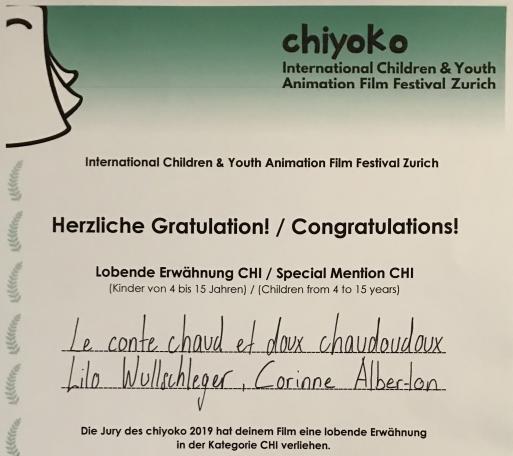 chiyoko
International Children & Youth
Animation Film Festival Zurich
International Children & Youth Animation Film Festival Zurich
Herzliche Gratulation! / Congratulations!
Lobende Erwähnung CHI / Special Mention CHI
(Kinder von 4 bis 15 Jahren) / (Children from 4 to 15 years)
Le conte chaud et doux chaudoudoux
Lilo Wullschleger, Corinne Alberton
Die Jury des chiyoko 2019 hat deinem Film eine lobende Erwähnung
in der Kategorie CHI verliehen.